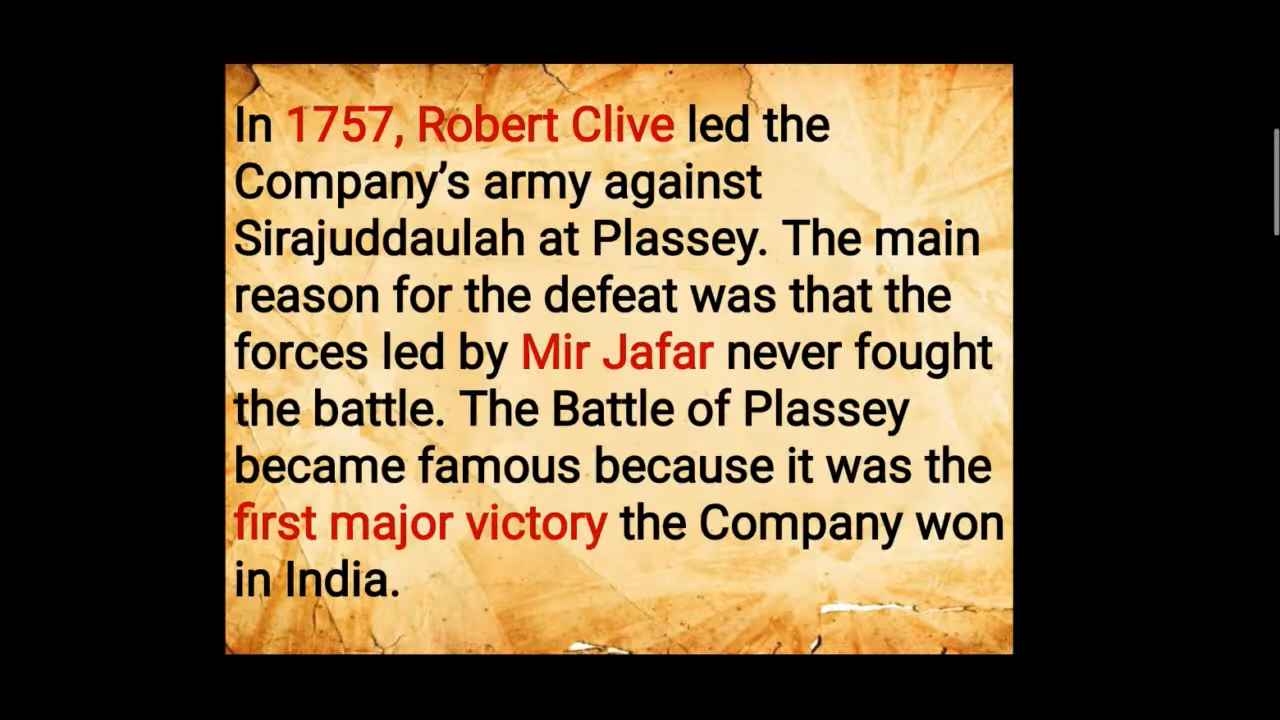 In 1757, Robert Clive led the
Company’s army against
Sirajuddaulah at Plassey. The main
reason for the defeat was that the
forces led by Mir Jafar never fought
the battle. The Battle of Plassey
became famous because it was the
first major victory the Company won
in India.